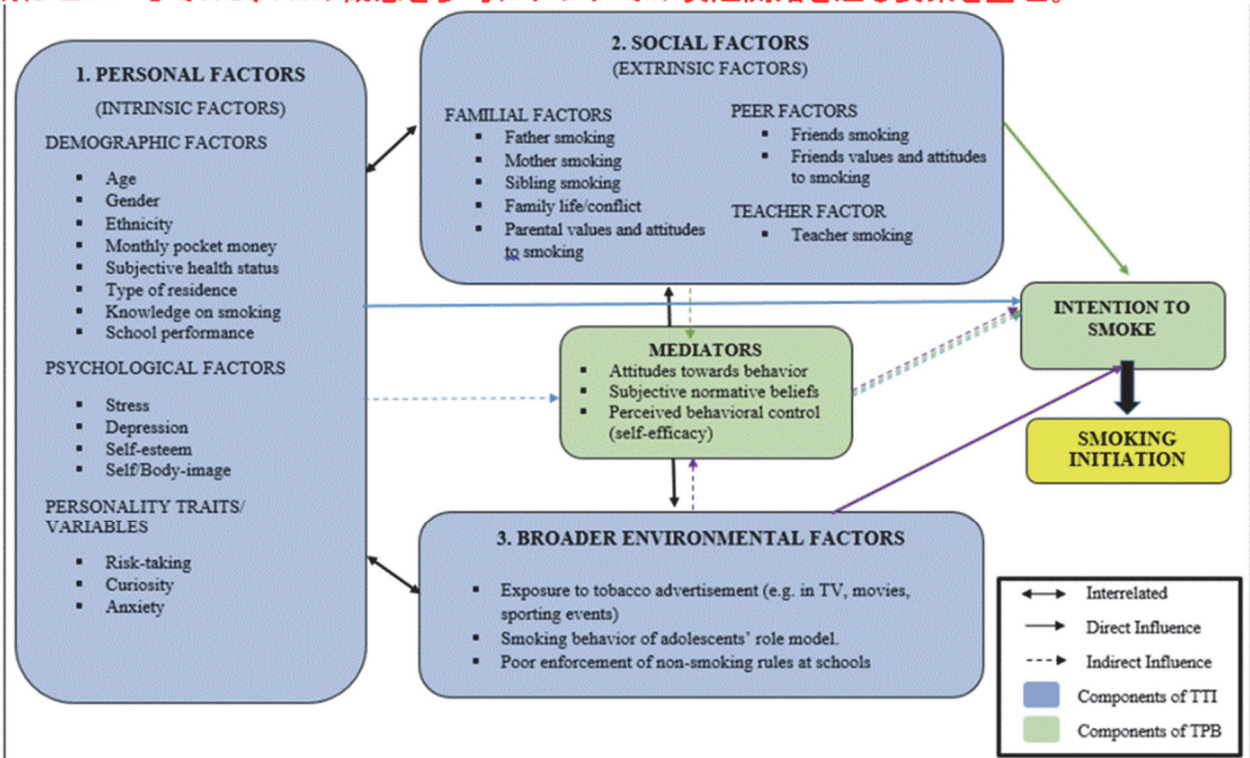 1. PERSONAL FACTORS
(INTRINSIC FACTORS)
DEMOGRAPHIC FACTORS
▪ Age
▪ Gender
▪ Ethnicity
▪ Monthly pocket money
▪ Subjective health status
▪ Type of residence
▪ Knowledge on smoking
▪ School performance
PSYCHOLOGICAL FACTORS
▪ Stress
▪ Depression
▪ Self-esteem
▪ Self/Body-image
PERSONALITY TRAITS/
VARIABLES
▪ Risk-taking
▪ Curiosity
▪ Anxiety
2. SOCIAL FACTORS
(EXTRINSIC FACTORS)
FAMILIAL FACTORS
▪ Father smoking
▪ Mother smoking
▪ Sibling smoking
▪ Family life/conflict
▪ Parental values and attitudes
to smoking
PEER FACTORS
▪ Friends smoking
▪ Friends values and attitudes
to smoking
TEACHER FACTOR
▪ Teacher smoking
MEDIATORS
▪ Attitudes towards behavior
▪ Subjective normative beliefs
▪ Perceived behavioral control
(self-efficacy)
INTENTION TO
SMOKE
SMOKING
INITIATION
3. BROADER ENVIRONMENTAL FACTORS
▪ Exposure to tobacco advertisement (e.g. in TV, movies,
sporting events)
▪ Smoking behavior of adolescents’ role model.
▪ Poor enforcement of non-smoking rules at schools
Interrelated
Direct Influence
Indirect Influence
Components of TTI
Components of TPB